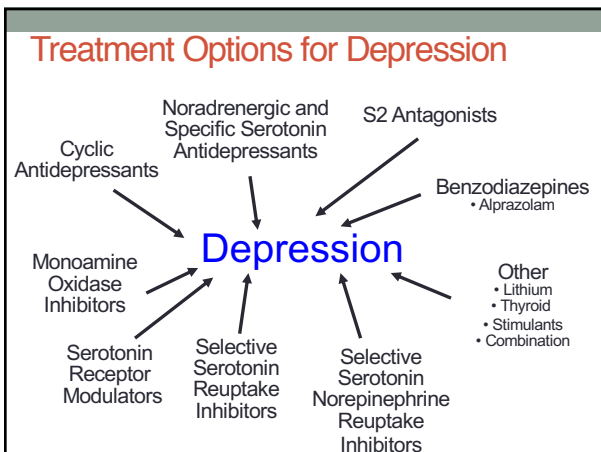 Treatment Options for Depression
Noradrenergic and
Specific Serotonin
Antidepressants
S2 Antagonists
Cyclic
Antidepressants
Benzodiazepines
• Alprazolam
Depression
Monoamine
Oxidase
Inhibitors
Other
• Lithium
• Thyroid
• Stimulants
• Combination
Serotonin
Receptor
Modulators
Selective
Serotonin
Reuptake
Inhibitors
Selective
Serotonin
Norepinephrine
Reuptake
Inhibitors